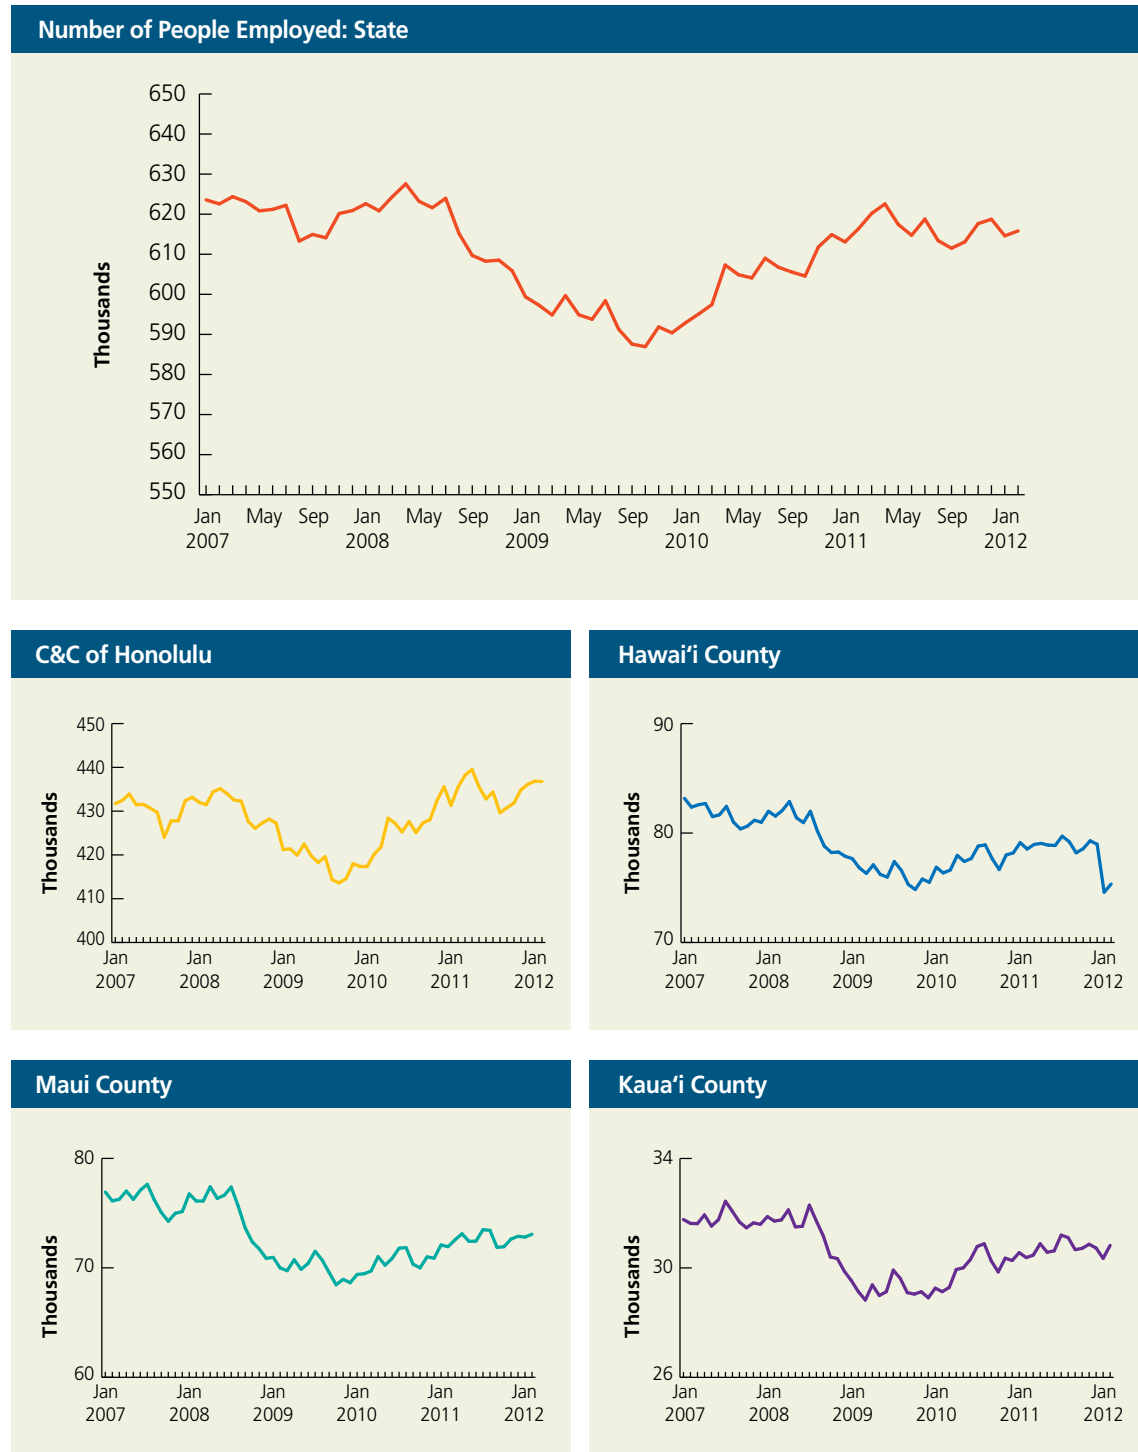 Number of People Employed: State
Thousands
650
640
630
620
610
600
590
580
570
560
550
Jan May Sep Jan May Sep Jan May Sep Jan May Sep Jan May Sep Jan
2007 2008 2009 2010 2011 2012
C&C of Honolulu
Thousands
450
440
430
420
410
400
Jan Jan Jan Jan Jan Jan
2007 2008 2009 2010 2011 2012
Hawai‘i County
Thousands
90
80
70
Jan Jan Jan Jan Jan Jan
2007 2008 2009 2010 2011 2012
Maui County
Thousands
80
70
60
Jan Jan Jan Jan Jan Jan
2007 2008 2009 2010 2011 2012
Kaua‘i County
Thousands
34
30
26
Jan Jan Jan Jan Jan Jan
2007 2008 2009 2010 2011 2012